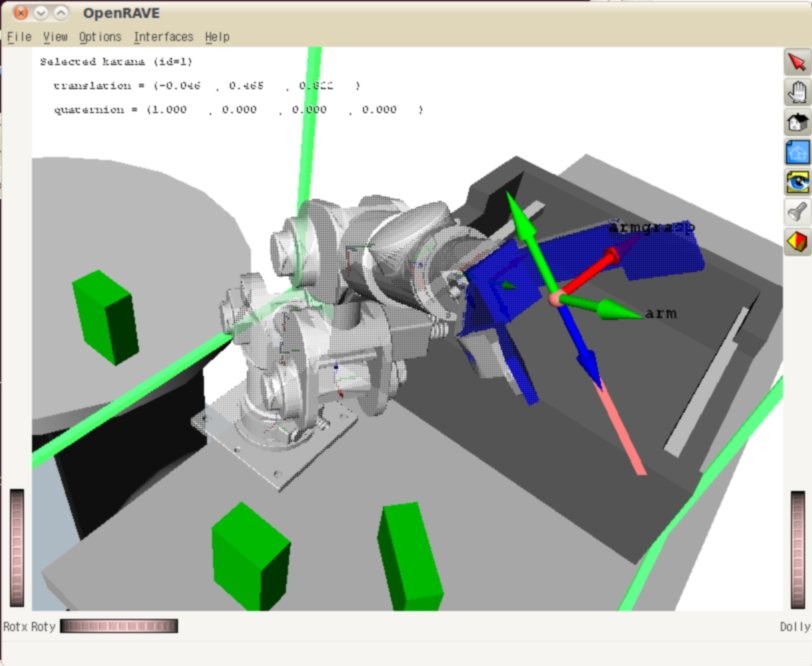 OpenRAVE
File View Options Interfaces Help
Selected katana (id=1)
translation = (-0.046 , 0.465 , 0.822 )
quaternion = (1.000 , 0.000 , 0.000 , 0.000 )
armgrasp
arm
Rotx Roty Dolly